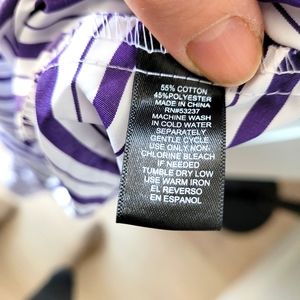 55% COTTON
45%POLYESTER
MADE IN CHINA
RN#53237
MACHINE WASH
IN COLD WATER
SEPARATELY
GENTLE CYCLE
USE ONLY NON-
CHLORINE BLEACH
IF NEEDED
TUMBLE DRY LOW
USE WARM IRON
EL REVERSO
EN ESPANOL